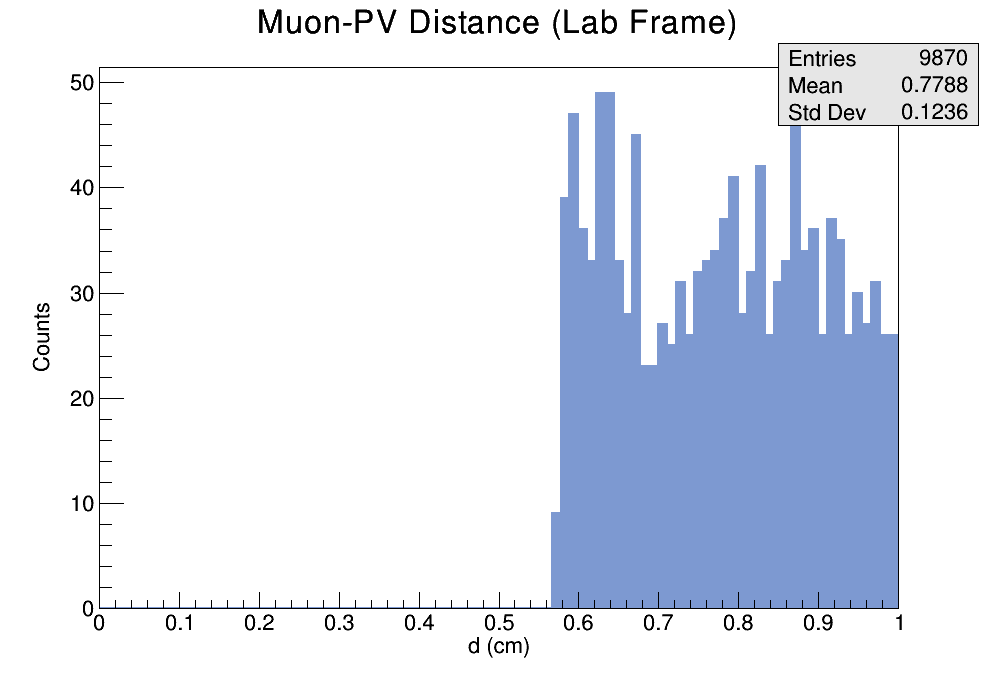 Muon-PV Distance (Lab Frame)
Entries 9870
Mean 0.7788
Std Dev 0.1236
50
40
30
20
10
0
Counts
0 0.1 0.2 0.3 0.4 0.5 0.6 0.7 0.8 0.9 1
d (cm)